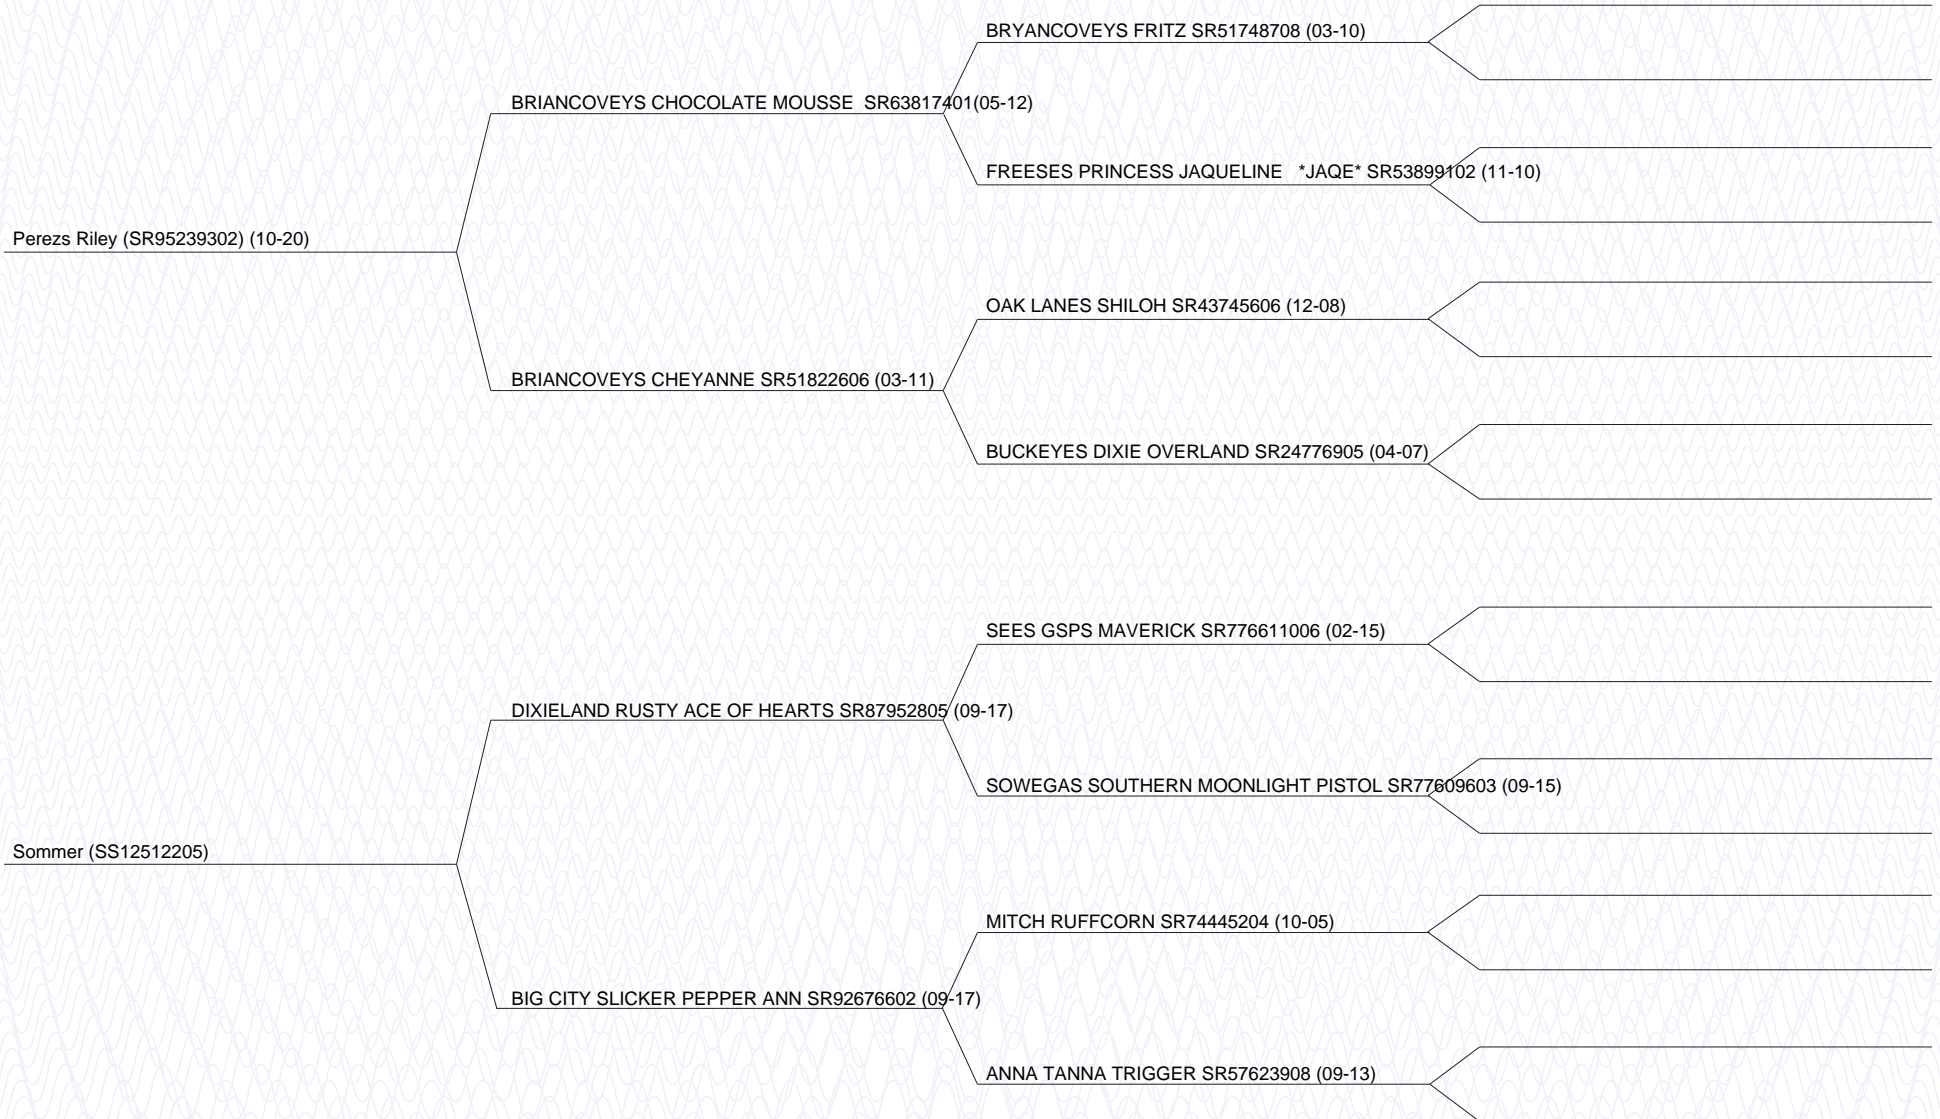 BRYANCOVEYS FRITZ SR51748708 (03-10)
BRIANCOVEYS CHOCOLATE MOUSSE  SR63817401(05-12)
FREESES PRINCESS JAQUELINE   *JAQE* SR53899102 (11-10)
Perezs Riley (SR95239302) (10-20)
OAK LANES SHILOH SR43745606 (12-08)
BRIANCOVEYS CHEYANNE SR51822606 (03-11)
BUCKEYES DIXIE OVERLAND SR24776905 (04-07)
SEES GSPS MAVERICK SR776611006 (02-15)
DIXIELAND RUSTY ACE OF HEARTS SR87952805 (09-17)
SOWEGAS SOUTHERN MOONLIGHT PISTOL SR77609603 (09-15)
Sommer (SS12512205)
MITCH RUFFCORN SR74445204 (10-05)
BIG CITY SLICKER PEPPER ANN SR92676602 (09-17)
ANNA TANNA TRIGGER SR57623908 (09-13)